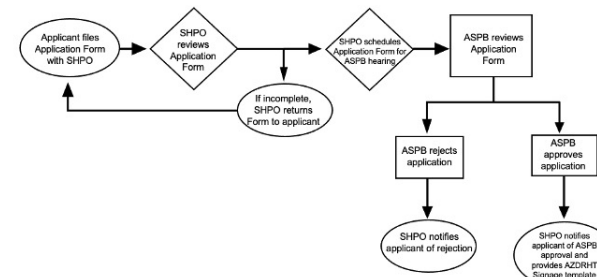 Applicant files
Application Form
with SHPO
SHPO
reviews
Application
Form
SHPO schedules
Application Form for
ASPB hearing
ASPB reviews
Application
Form
If incomplete,
SHPO returns
Form to applicant
ASPB rejects
application
ASPB
approves
application
SHPO notifies
applicant of rejection
SHPO notifies
applicant of ASPB
approval and
provides AZDRHT
Signage template